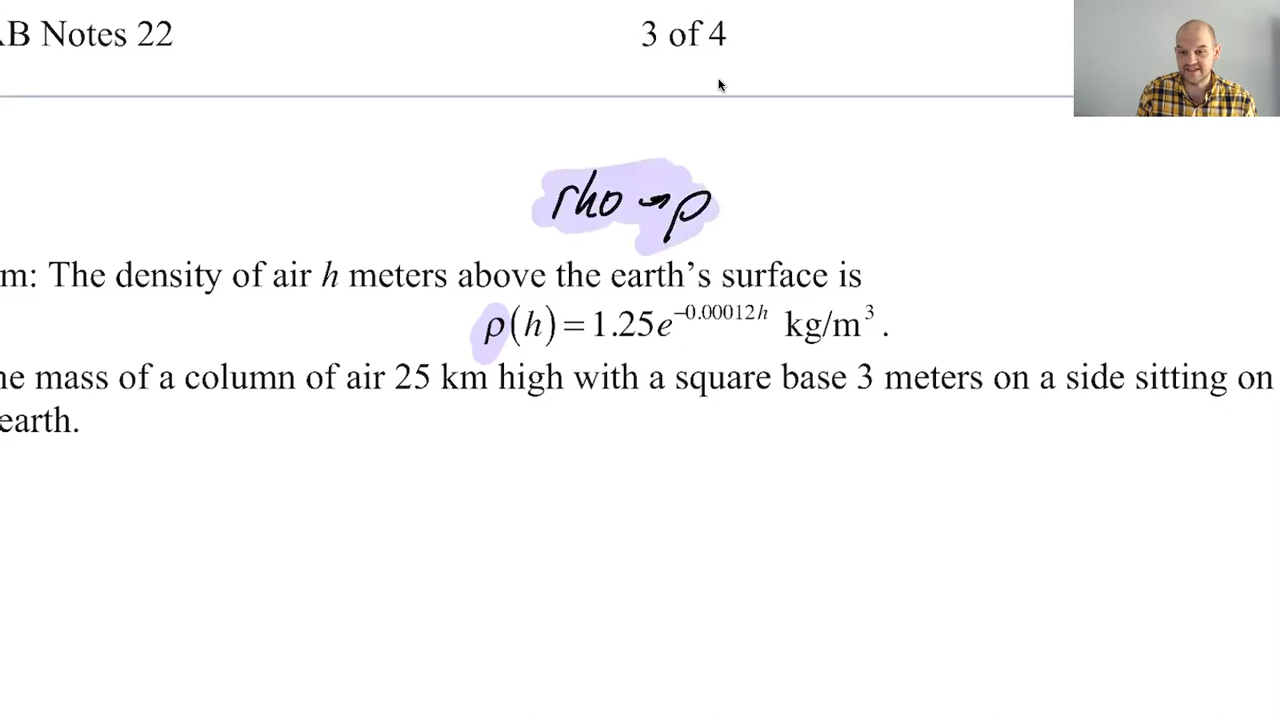 AB Notes 22
3 of 4
rho → ρ
m: The density of air h meters above the earth's surface is
ρ(h) = 1.25e^{-0.00012h} kg/m³.
he mass of a column of air 25 km high with a square base 3 meters on a side sitting on
earth.